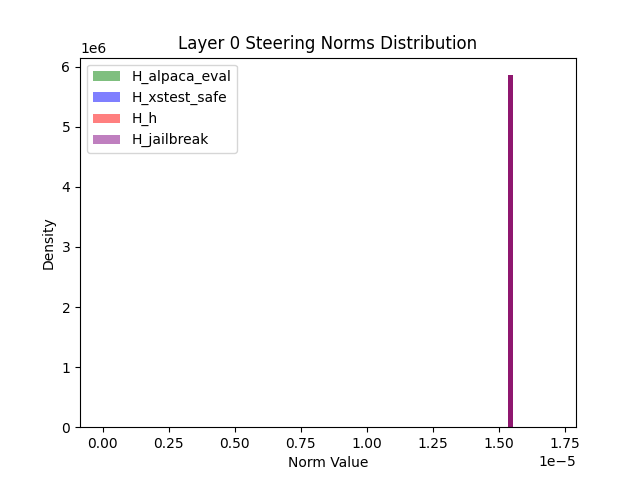 Layer 0 Steering Norms Distribution
1e6
H_alpaca_eval
H_xstest_safe
H_h
H_jailbreak
6
5
4
3
2
1
0
Density
0.00 0.25 0.50 0.75 1.00 1.25 1.50 1.75
1e−5
Norm Value